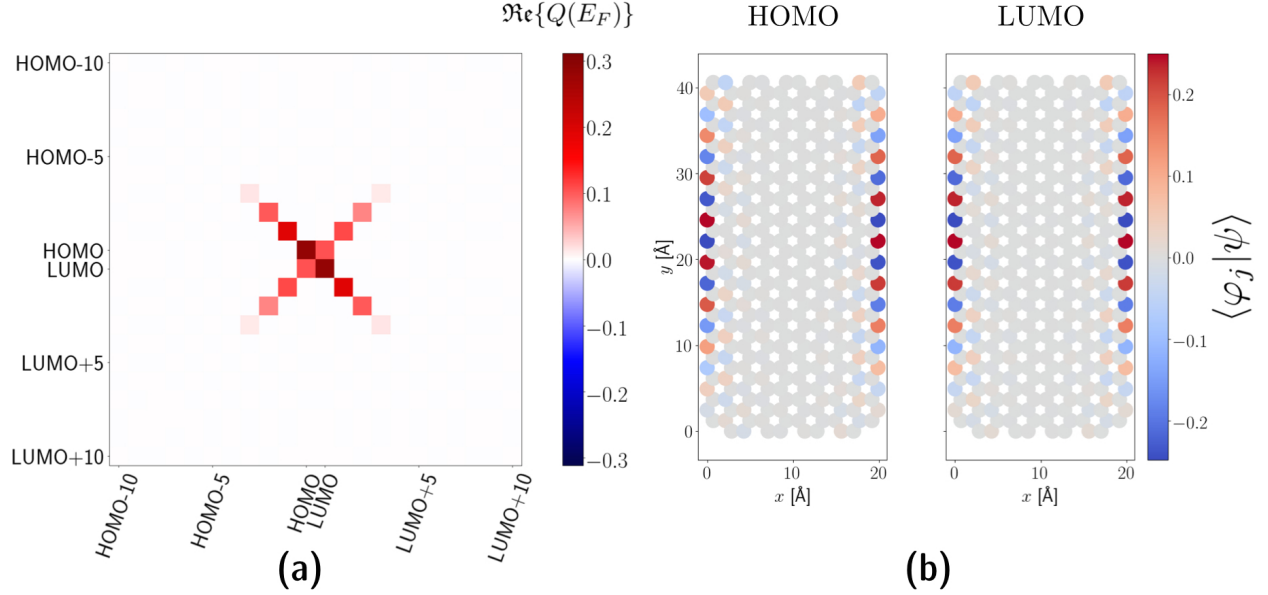 ℜe{Q(E_F)}
HOMO-10
HOMO-5
HOMO
LUMO
LUMO+5
LUMO+10
HOMO-10
HOMO-5
HOMO
LUMO
LUMO+5
LUMO+10
0.3
0.2
0.1
0.0
−0.1
−0.2
−0.3
(a)
HOMO
LUMO
40
30
20
10
0
y [Å]
0
10
20
x [Å]
0
10
20
x [Å]
0.2
0.1
0.0
−0.1
−0.2
⟨φj|ψ⟩
(b)